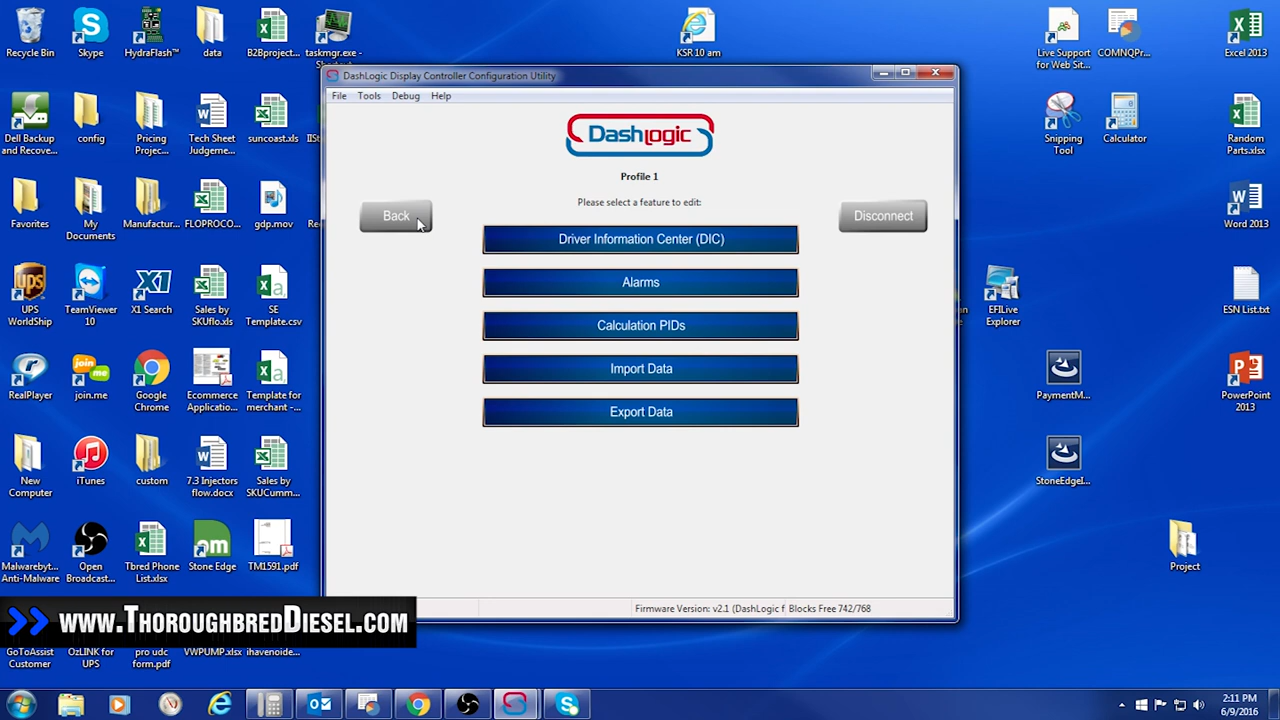 Recycle Bin
Skype
HydraFlash™
data
B2Bproject...
taskmgr.exe -
KSR 10 am
Live Support
for Web Sit...
COMNQPr...
Excel 2013
DashLogic Display Controller Configuration Utility
File
Tools
Debug
Help
DashLogic
Profile 1
Please select a feature to edit:
Back
Disconnect
Driver Information Center (DIC)
Alarms
Calculation PIDs
Import Data
Export Data
Firmware Version: v2.1 (DashLogic f
Blocks Free 742/768
Dell Backup
and Recove...
config
Pricing
Projec...
Tech Sheet
Judgeme...
suncoast.xls
Snipping
Tool
Calculator
Random
Parts.xlsx
Favorites
My
Documents
Manufactur...
FLOPROCO...
gdp.mov
Word 2013
UPS
WorldShip
TeamViewer
10
X1
X1 Search
Sales by
SKUflo.xls
SE
Template.csv
EFILive
Explorer
ESN List.txt
RealPlayer
join.me
join.me
Google
Chrome
Ecommerce
Applicatio...
Template for
merchant -...
PaymentM...
PowerPoint
2013
New
Computer
iTunes
custom
7.3 Injectors
flow.docx
Sales by
SKUCumm...
StoneEdgeI...
Malwarebyt...
Anti-Malware
Open
Broadcast...
Tbred Phone
List.xlsx
om
Stone Edge
TM1591.pdf
Project
www.ThoroughbredDiesel.com
GoToAssist
Customer
OzLINK for
UPS
pro udc
form.pdf
VWPUMP.xlsx
ihavenoide...
2:11 PM
6/9/2016